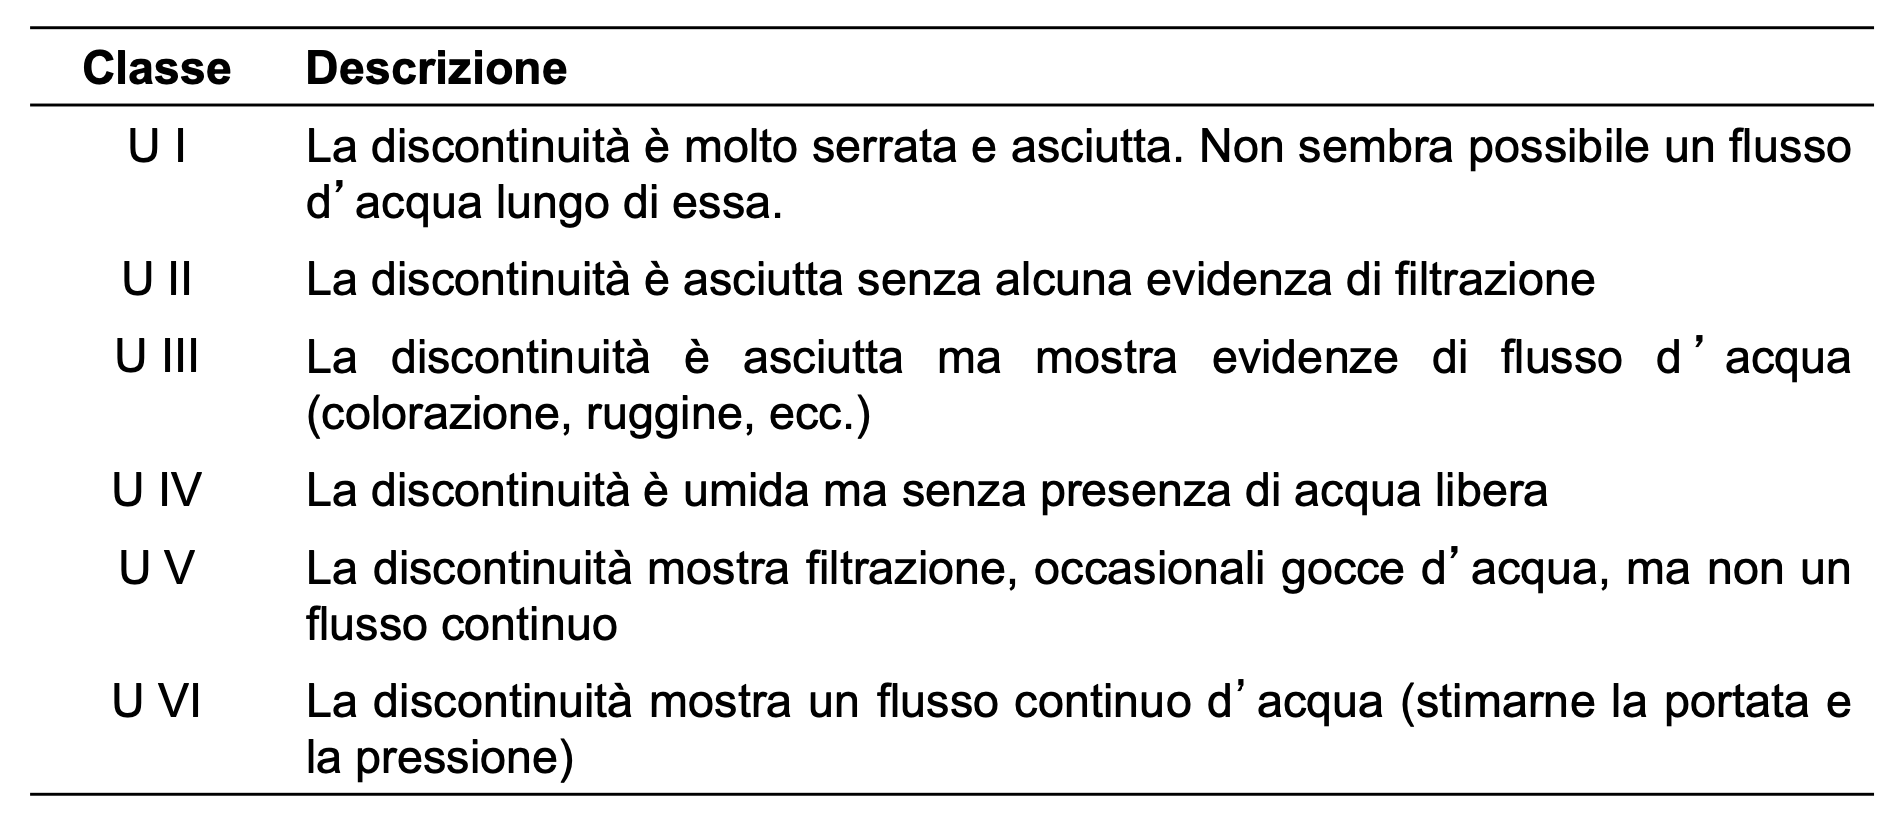 Classe Descrizione
U I La discontinuità è molto serrata e asciutta. Non sembra possibile un flusso
d’acqua lungo di essa.
U II La discontinuità è asciutta senza alcuna evidenza di filtrazione
U III La discontinuità è asciutta ma mostra evidenze di flusso d’acqua
(colorazione, ruggine, ecc.)
U IV La discontinuità è umida ma senza presenza di acqua libera
U V La discontinuità mostra filtrazione, occasionali gocce d’acqua, ma non un
flusso continuo
U VI La discontinuità mostra un flusso continuo d’acqua (stimarne la portata e
la pressione)